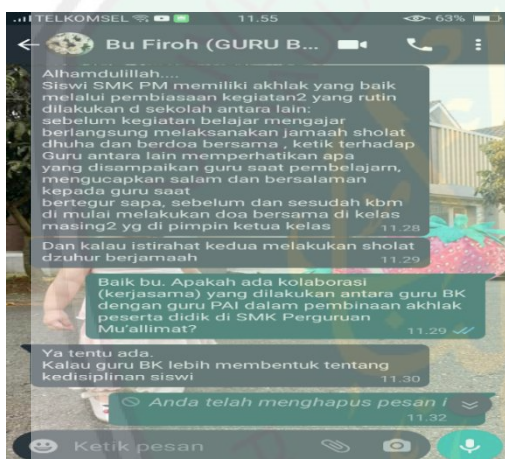 TELKOMSEL 11.55 63%
Bu Firoh (GURU B...
Alhamdulillah....
Siswi SMK PM memiliki akhlak yang baik
melalui pembiasaan kegiatan2 yang rutin
dilakukan di sekolah antara lain:
sebelum kegiatan belajar mengajar
berlangsung melaksanakan jamaah sholat
dhuha dan berdoa bersama , ketik terhadap
Guru antara lain memperhatikan apa
yang disampaikan guru saat pembelajarn,
mengucapkan salam dan bersalaman
kepada guru saat
bertegur sapa, sebelum dan sesudah kbm
di mulai melakukan doa bersama di kelas
masing2 yg di pimpin ketua kelas 11.28
Dan kalau istirahat kedua melakukan sholat
dzuhur berjamaah 11.29
Baik bu. Apakah ada kolaborasi
(kerjasama) yang dilakukan antara guru BK
dengan guru PAI dalam pembinaan akhlak
peserta didik di SMK Perguruan
Mu'allimat? 11.29
Ya tentu ada.
Kalau guru BK lebih membentuk tentang
kedisiplinan siswi 11.30
Anda telah menghapus pesan i
11.32
Ketik pesan